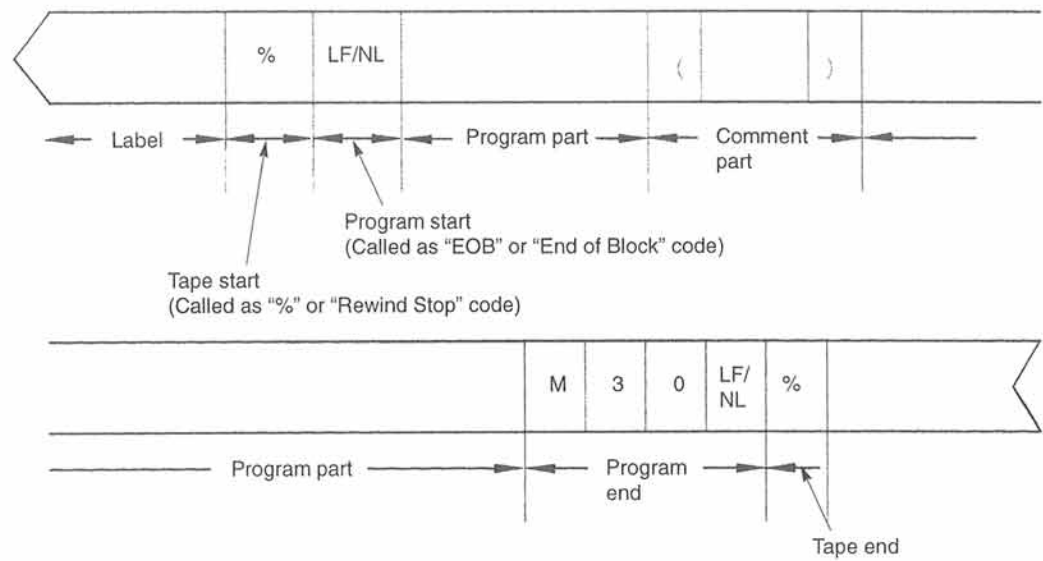 % LF/NL ( )
Label Program part Comment
part
Program start
(Called as “EOB” or “End of Block” code)
Tape start
(Called as “%” or “Rewind Stop” code)
M 3 0 LF/
NL %
Program part Program
end
Tape end